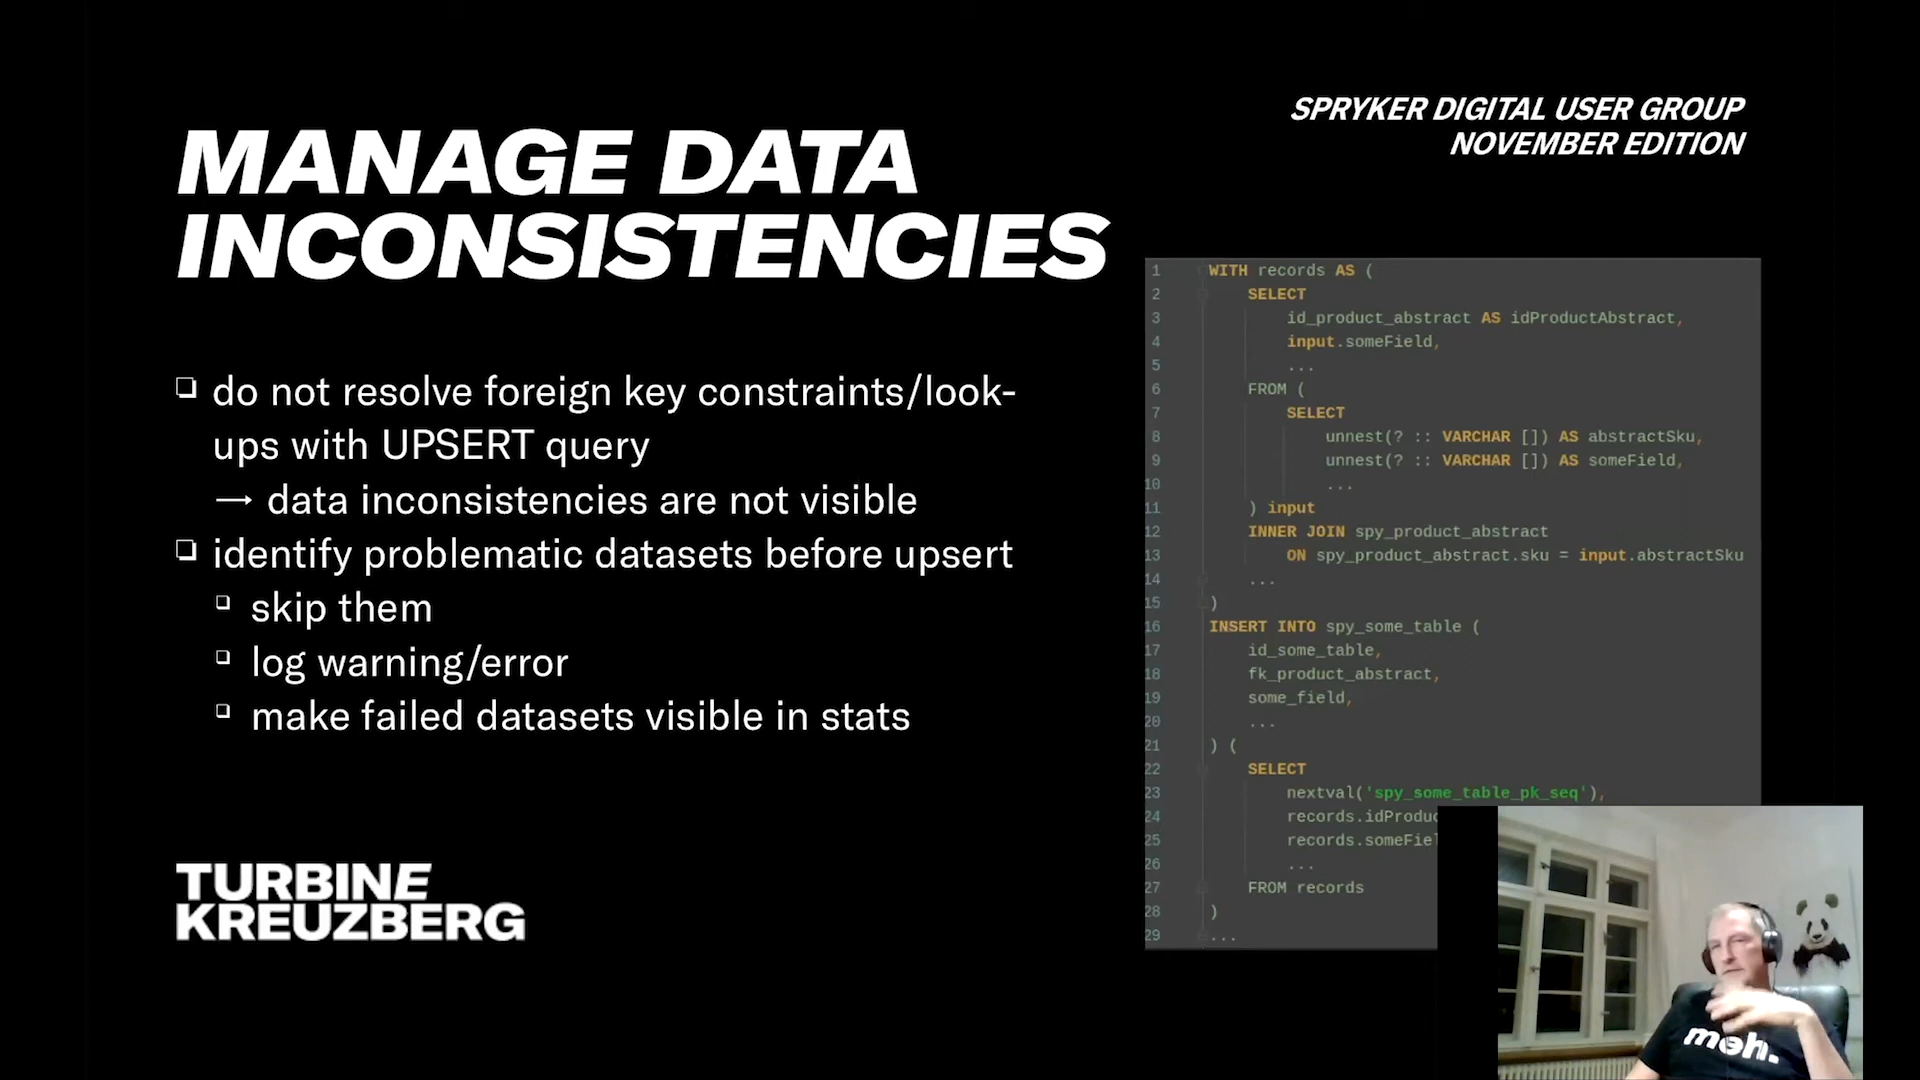 SPRYKER DIGITAL USER GROUP
NOVEMBER EDITION
MANAGE DATA
INCONSISTENCIES
❏ do not resolve foreign key constraints/look-
ups with UPSERT query
→ data inconsistencies are not visible
❏ identify problematic datasets before upsert
❏ skip them
❏ log warning/error
❏ make failed datasets visible in stats
1 WITH records AS (
2 SELECT
3 id_product_abstract AS idProductAbstract,
4 input.someField,
5 ...
6 FROM (
7 SELECT
8 unnest(? :: VARCHAR []) AS abstractSku,
9 unnest(? :: VARCHAR []) AS someField,
10 ...
11 ) input
12 INNER JOIN spy_product_abstract
13 ON spy_product_abstract.sku = input.abstractSku
14 ...
15 )
16 INSERT INTO spy_some_table (
17 id_some_table,
18 fk_product_abstract,
19 some_field,
20 ...
21 ) (
22 SELECT
23 nextval('spy_some_table_pk_seq'),
24 records.idProduc
25 records.someFiel
26 ...
27 FROM records
28 )
29 ...
TURBINE
KREUZBERG
meh.